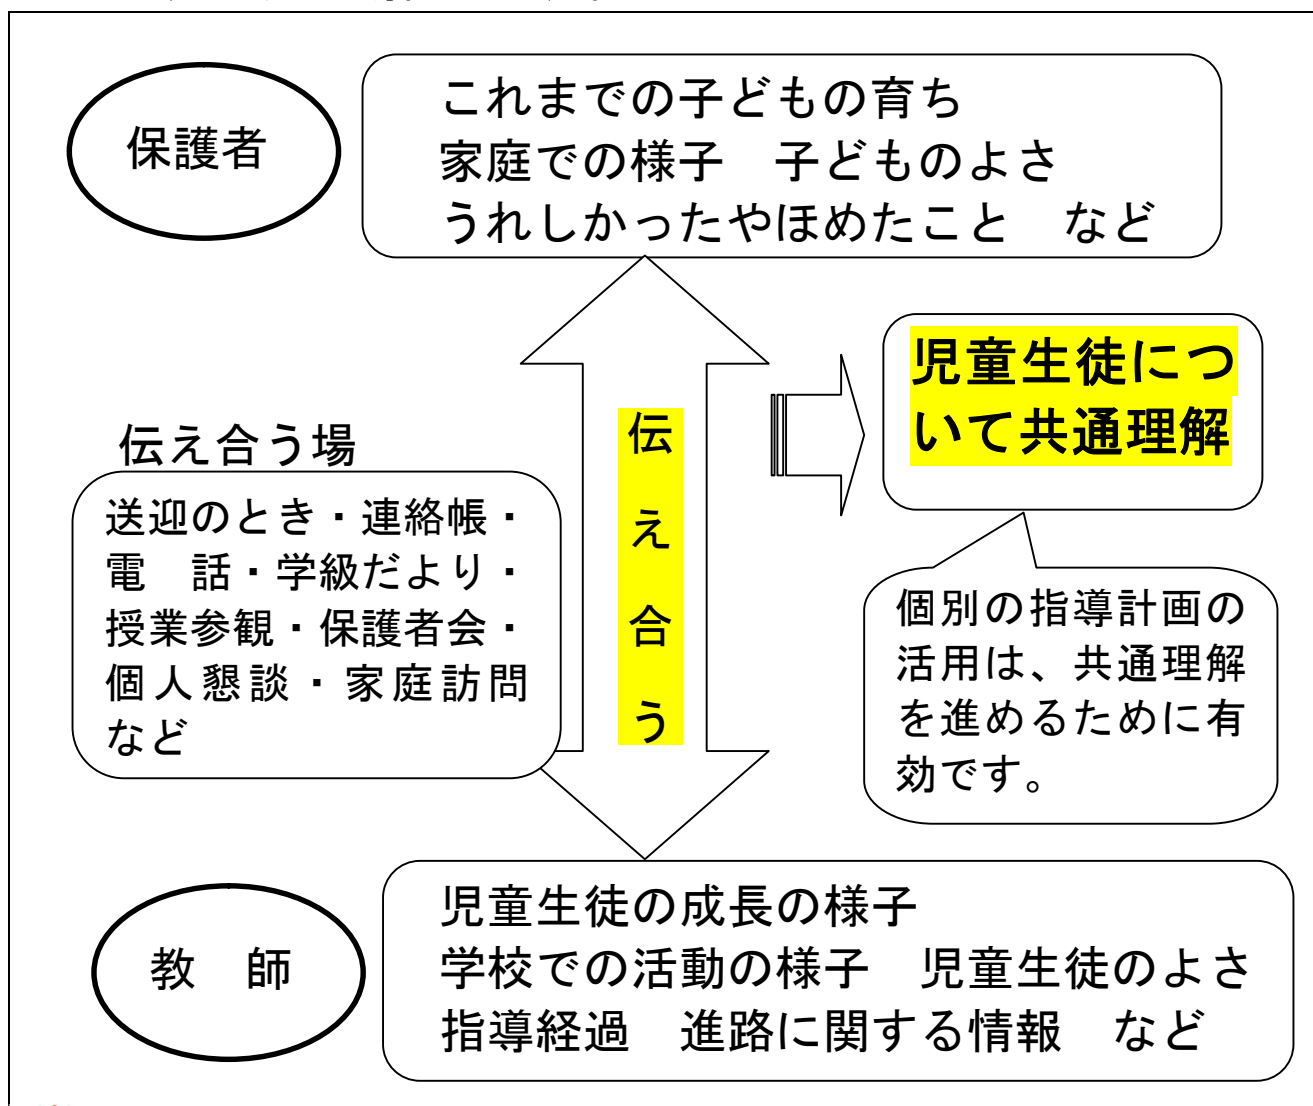 保護者
これまでの子どもの育ち
家庭での様子　子どものよさ
うれしかったやほめたこと　など
児童生徒につ
いて共通理解
伝え合う
伝え合う場
送迎のとき・連絡帳・
電　話・学級だより・
授業参観・保護者会・
個人懇談・家庭訪問
など
個別の指導計画の
活用は、共通理解
を進めるために有
効です。
教　師
児童生徒の成長の様子
学校での活動の様子　児童生徒のよさ
指導経過　進路に関する情報　など